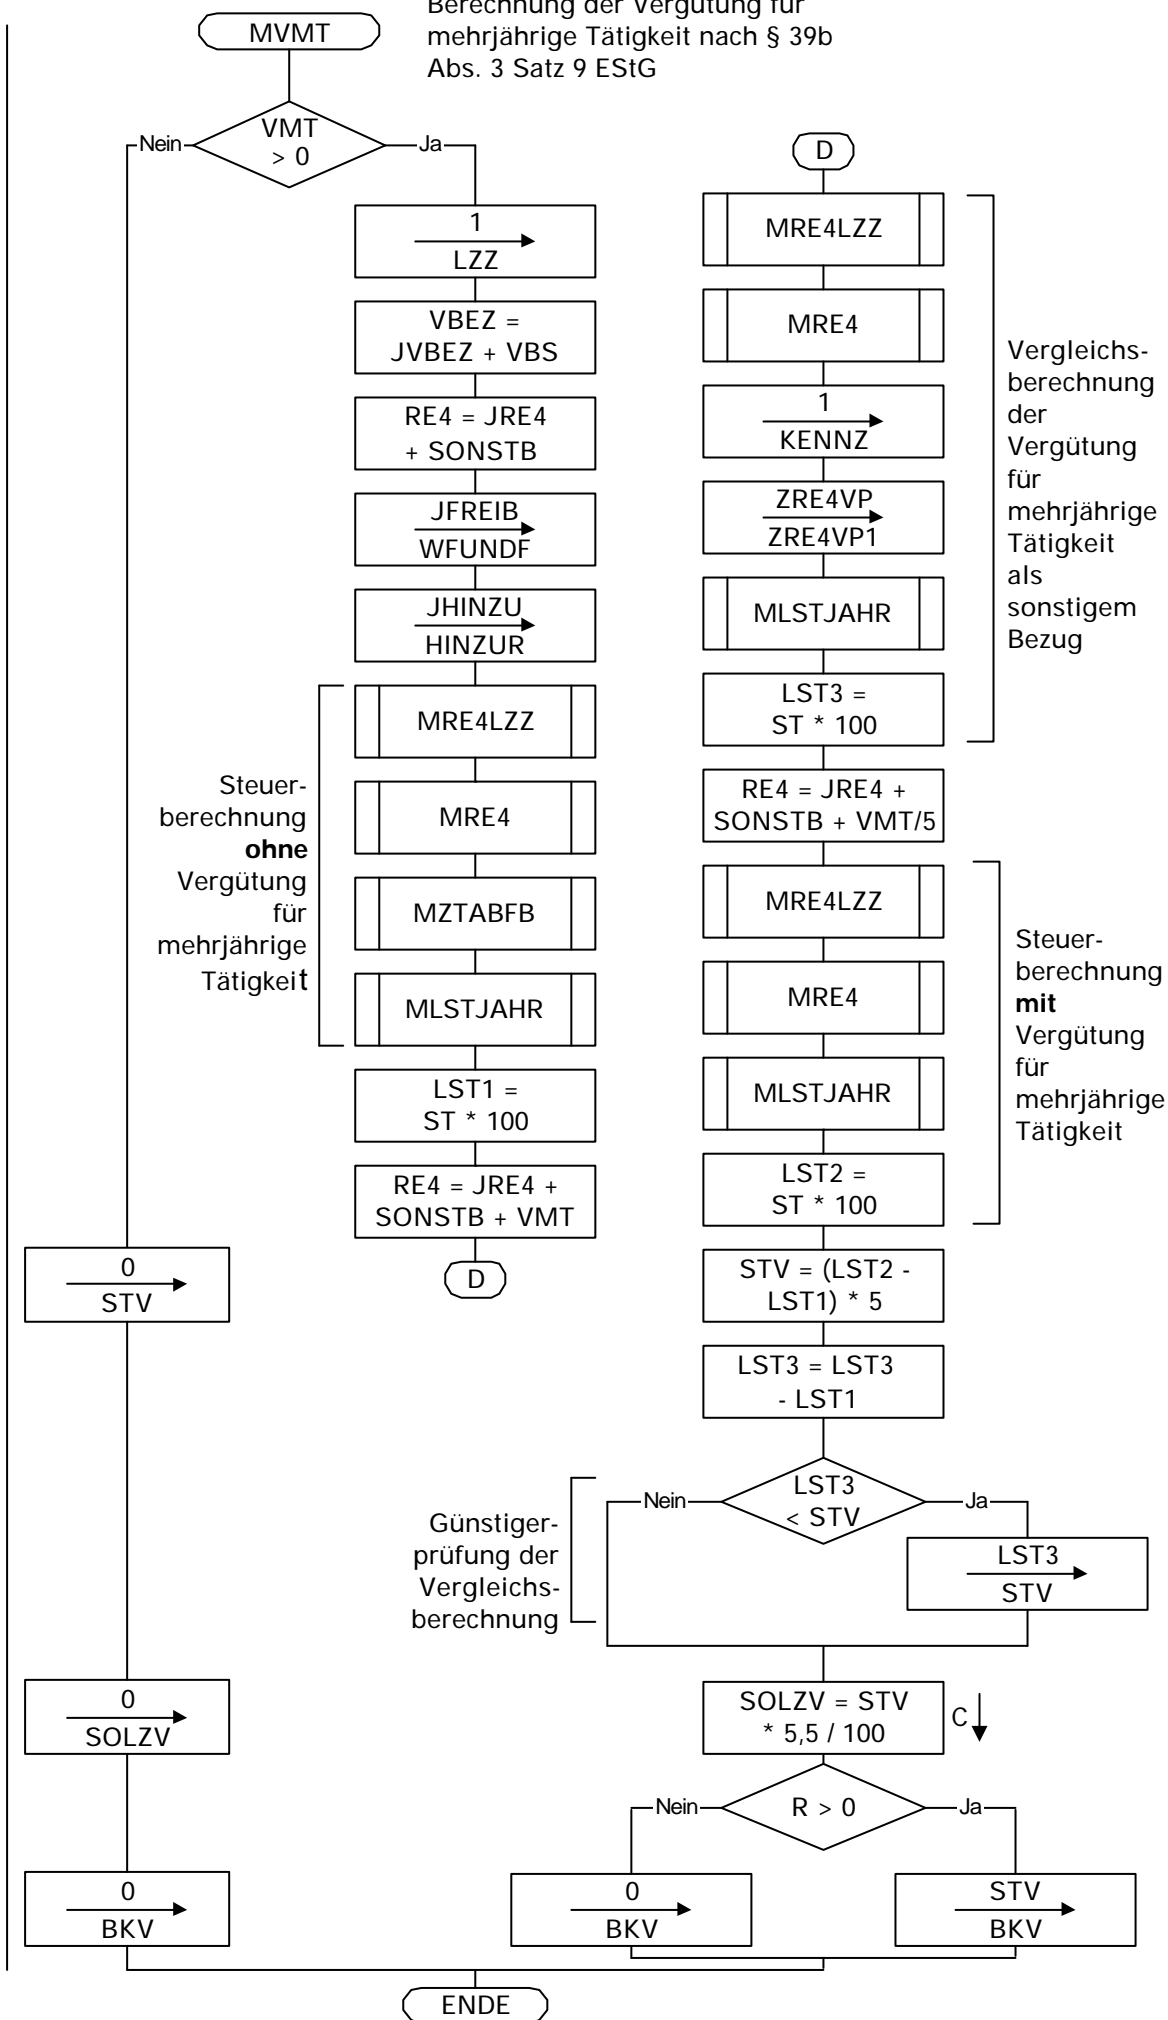 Berechnung der Vergütung für
mehrjährige Tätigkeit nach § 39b
Abs. 3 Satz 9 EStG
MVMT
VMT
> 0
Nein
Ja
1
LZZ
VBEZ =
JVBEZ + VBS
RE4 = JRE4
+ SONSTB
JFREIB
WFUNDF
JHINZU
HINZUR
MRE4LZZ
MRE4
MZTABFB
MLSTJAHR
Steuer-
berechnung
ohne
Vergütung
für
mehrjährige
Tätigkeit
LST1 =
ST * 100
RE4 = JRE4 +
SONSTB + VMT
D
0
STV
0
SOLZV
0
BKV
D
MRE4LZZ
MRE4
1
KENNZ
ZRE4VP
ZRE4VP1
MLSTJAHR
LST3 =
ST * 100
Vergleichs-
berechnung
der
Vergütung
für
mehrjährige
Tätigkeit
als
sonstigem
Bezug
RE4 = JRE4 +
SONSTB + VMT/5
MRE4LZZ
MRE4
MLSTJAHR
LST2 =
ST * 100
Steuer-
berechnung
mit
Vergütung
für
mehrjährige
Tätigkeit
STV = (LST2 -
LST1) * 5
LST3 = LST3
- LST1
LST3
< STV
Nein
Ja
LST3
STV
Günstiger-
prüfung der
Vergleichs-
berechnung
SOLZV = STV
* 5,5 / 100
C
R > 0
Nein
Ja
0
BKV
STV
BKV
ENDE